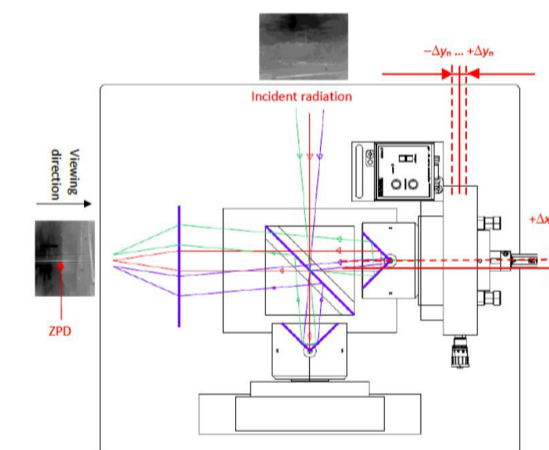 −Δyₙ ... +Δyₙ
Incident radiation
Viewing
direction
+Δx
ZPD